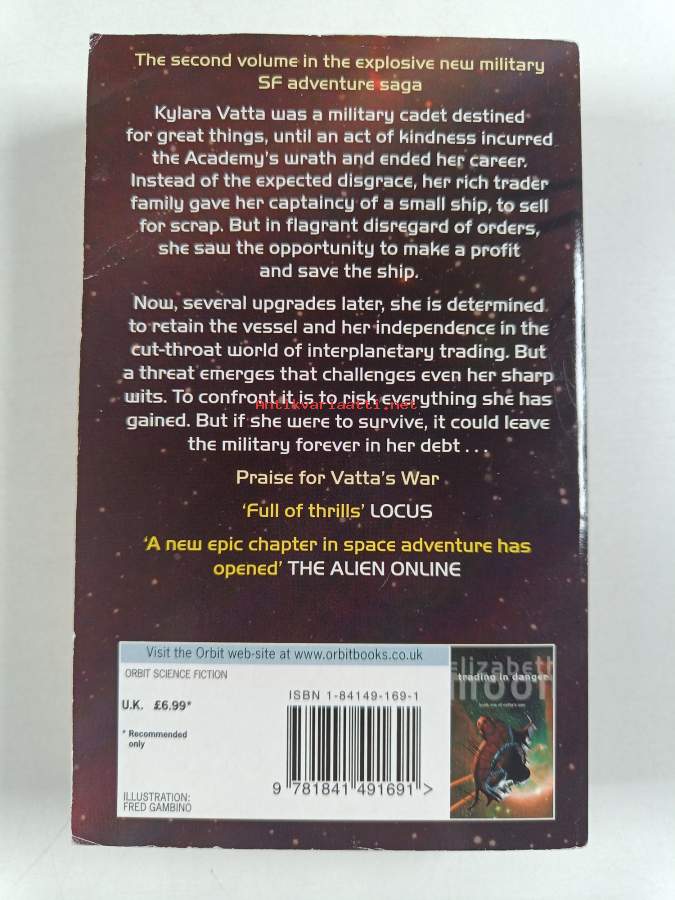 The second volume in the explosive new military
SF adventure saga
Kylara Vatta was a military cadet destined
for great things, until an act of kindness incurred
the Academy's wrath and ended her career.
Instead of the expected disgrace, her rich trader
family gave her captaincy of a small ship, to sell
for scrap. But in flagrant disregard of orders,
she saw the opportunity to make a profit
and save the ship.
Now, several upgrades later, she is determined
to retain the vessel and her independence in the
cut-throat world of interplanetary trading. But
a threat emerges that challenges even her sharp
wits. To confront it is to risk everything she has
Antikvariaatti.net
gained. But if she were to survive, it could leave
the military forever in her debt . . .
Praise for Vatta's War
'Full of thrills' LOCUS
'A new epic chapter in space adventure has
opened' THE ALIEN ONLINE
Visit the Orbit web-site at www.orbitbooks.co.uk
ORBIT SCIENCE FICTION
U.K. £6.99*
* Recommended
only
ILLUSTRATION:
FRED GAMBINO
ISBN 1-84149-169-1
9 781841 491691 >
elizabeth
moon
trading in danger
book one of vatta's war